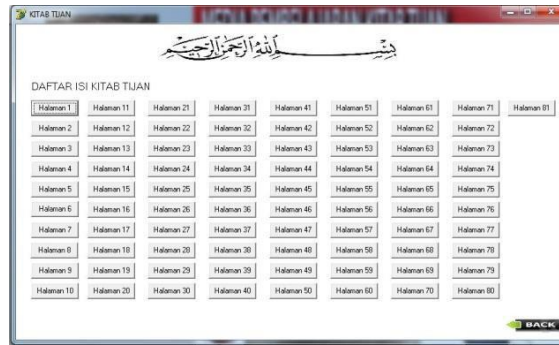 KITAB TIJAN
بِسْــــــمِ اللهِ الرَّحْمٰنِ الرَّحِيْمِ
DAFTAR ISI KITAB TIJAN
Halaman 1 Halaman 11 Halaman 21 Halaman 31 Halaman 41 Halaman 51 Halaman 61 Halaman 71 Halaman 81
Halaman 2 Halaman 12 Halaman 22 Halaman 32 Halaman 42 Halaman 52 Halaman 62 Halaman 72
Halaman 3 Halaman 13 Halaman 23 Halaman 33 Halaman 43 Halaman 53 Halaman 63 Halaman 73
Halaman 4 Halaman 14 Halaman 24 Halaman 34 Halaman 44 Halaman 54 Halaman 64 Halaman 74
Halaman 5 Halaman 15 Halaman 25 Halaman 35 Halaman 45 Halaman 55 Halaman 65 Halaman 75
Halaman 6 Halaman 16 Halaman 26 Halaman 36 Halaman 46 Halaman 56 Halaman 66 Halaman 76
Halaman 7 Halaman 17 Halaman 27 Halaman 37 Halaman 47 Halaman 57 Halaman 67 Halaman 77
Halaman 8 Halaman 18 Halaman 28 Halaman 38 Halaman 48 Halaman 58 Halaman 68 Halaman 78
Halaman 9 Halaman 19 Halaman 29 Halaman 39 Halaman 49 Halaman 59 Halaman 69 Halaman 79
Halaman 10 Halaman 20 Halaman 30 Halaman 40 Halaman 50 Halaman 60 Halaman 70 Halaman 80
BACK